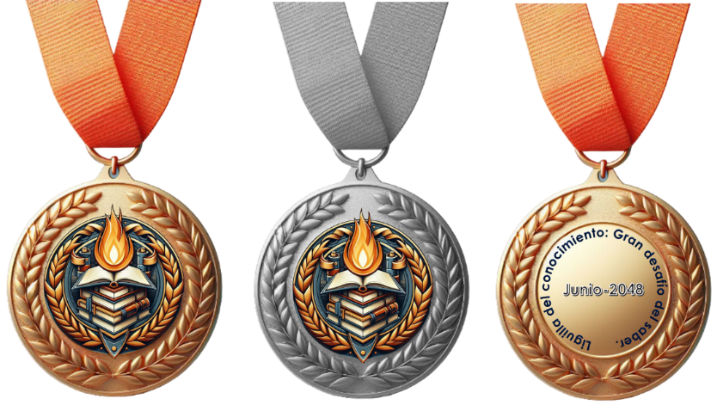 Liguilla del conocimiento: Gran desafío del saber.
Junio-2048